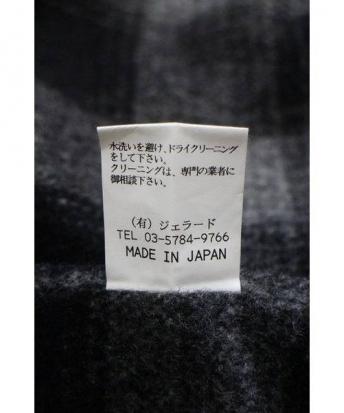 水洗いを避け、ドライクリーニング
をして下さい。
クリーニングは、専門の業者に
御相談下さい。
（有）ジェラード
TEL 03-5784-9766
MADE IN JAPAN